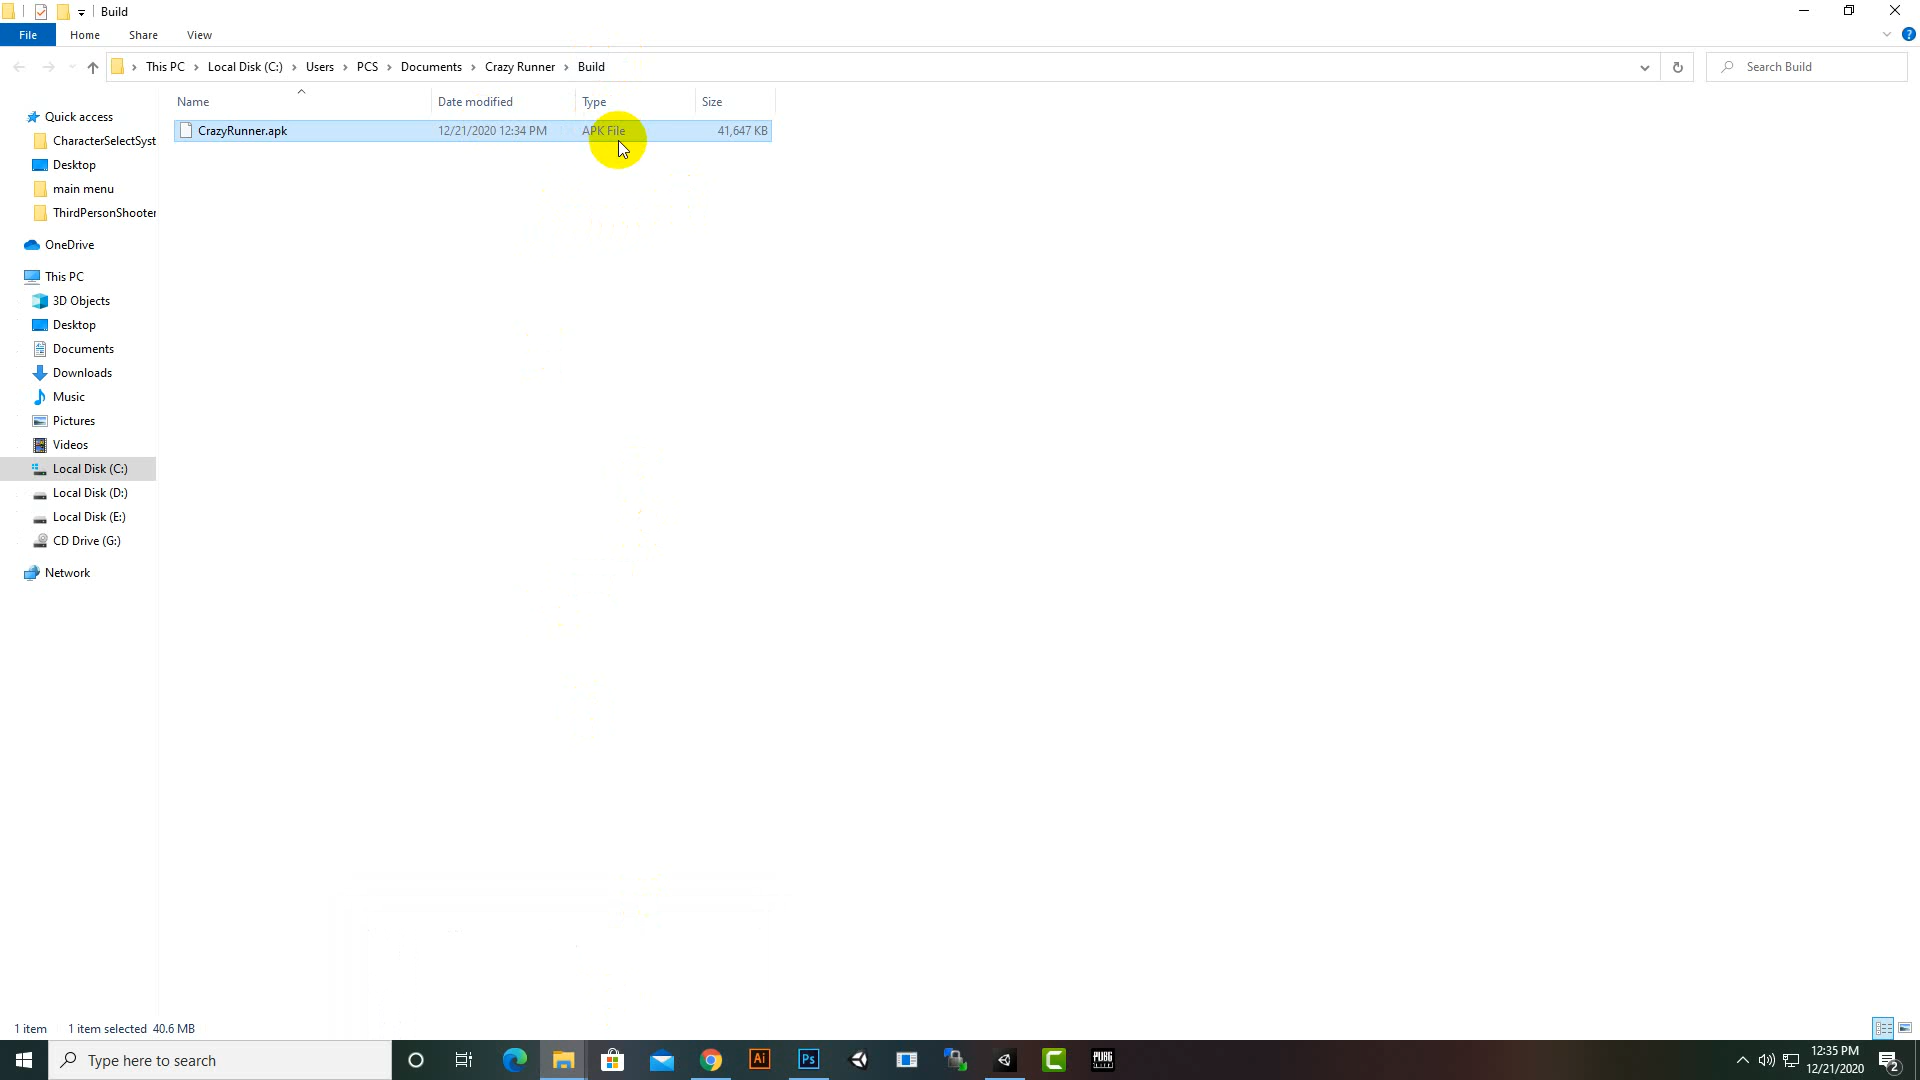 Build
File Home Share View
This PC Local Disk (C:) Users PCS Documents Crazy Runner Build
Search Build
Name Date modified Type Size
CrazyRunner.apk 12/21/2020 12:34 PM APK File 41,647 KB
Quick access
CharacterSelectSyst
Desktop
main menu
ThirdPersonShooter
OneDrive
This PC
3D Objects
Desktop
Documents
Downloads
Music
Pictures
Videos
Local Disk (C:)
Local Disk (D:)
Local Disk (E:)
CD Drive (G:)
Network
1 item 1 item selected 40.6 MB
Type here to search
Ai
Ps
PUBG
12:35 PM
12/21/2020
2